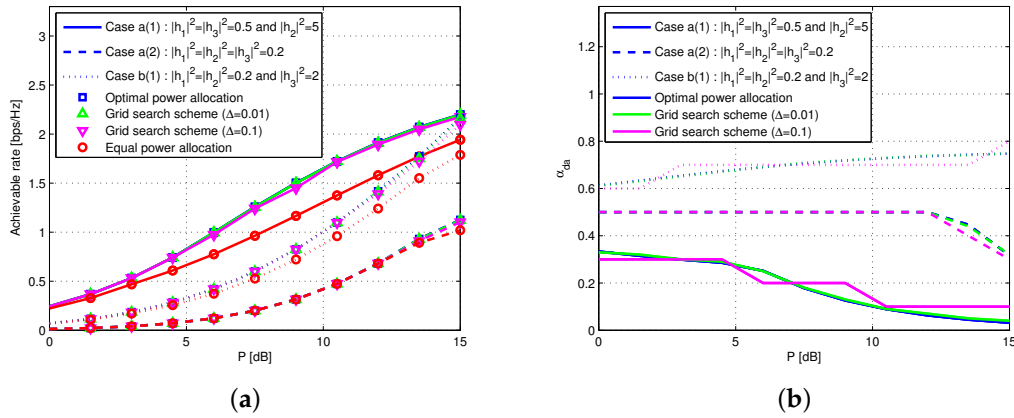 Case a(1) : |h₁|²=|h₃|²=0.5 and |h₂|²=5
Case a(2) : |h₁|²=|h₂|²=|h₃|²=0.2
Case b(1) : |h₁|²=|h₂|²=0.2 and |h₃|²=2
Optimal power allocation
Grid search scheme (Δ=0.01)
Grid search scheme (Δ=0.1)
Equal power allocation
Achievable rate [bps/Hz]
3
2.5
2
1.5
1
0.5
0
0
5
10
15
P [dB]
(a)
Case a(1) : |h₁|²=|h₃|²=0.5 and |h₂|²=5
Case a(2) : |h₁|²=|h₂|²=|h₃|²=0.2
Case b(1) : |h₁|²=|h₂|²=0.2 and |h₃|²=2
Optimal power allocation
Grid search scheme (Δ=0.01)
Grid search scheme (Δ=0.1)
α_da
1.4
1.2
1
0.8
0.6
0.4
0.2
0
0
5
10
15
P [dB]
(b)